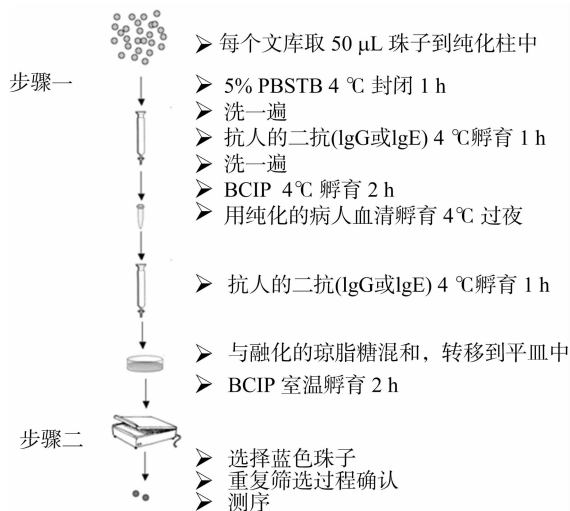 ➢ 每个文库取 50 μL 珠子到纯化柱中
步骤一
➢ 5% PBSTB 4 ℃ 封闭 1 h
➢ 洗一遍
➢ 抗人的二抗(lgG或lgE) 4 ℃孵育 1 h
➢ 洗一遍
➢ BCIP 4℃ 孵育 2 h
➢ 用纯化的病人血清孵育 4℃ 过夜
➢ 抗人的二抗(lgG或lgE) 4 ℃孵育 1 h
➢ 与融化的琼脂糖混和，转移到平皿中
➢ BCIP 室温孵育 2 h
步骤二
➢ 选择蓝色珠子
➢ 重复筛选过程确认
➢ 测序